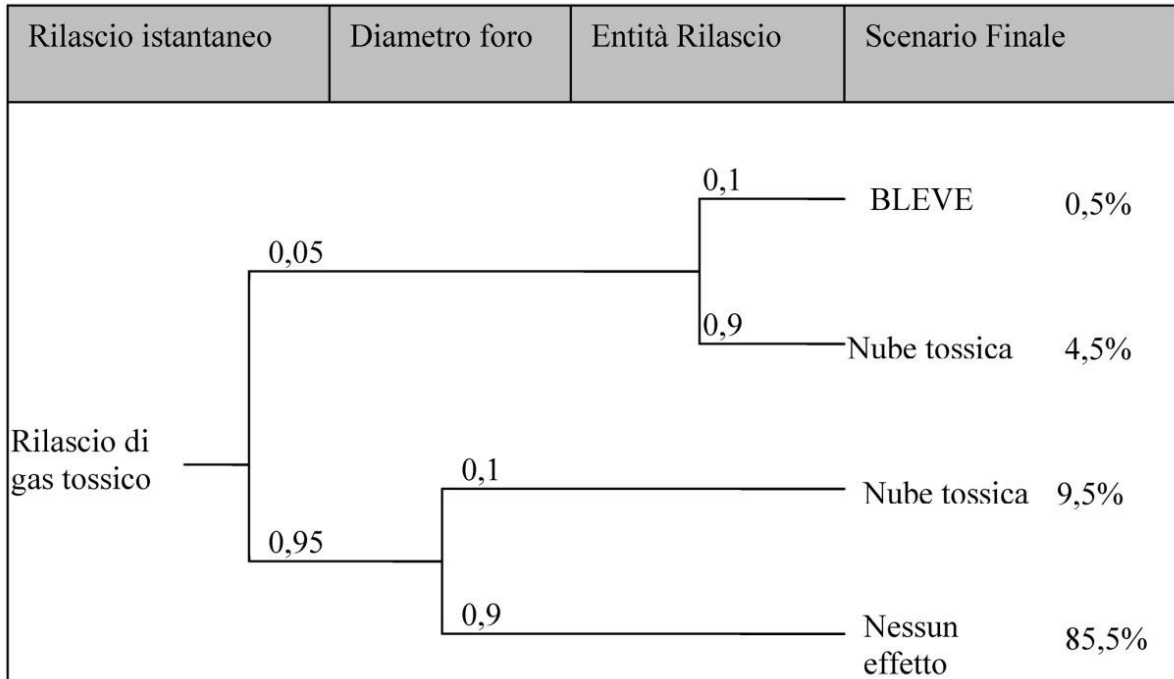 Rilascio istantaneo Diametro foro Entità Rilascio Scenario Finale
0,1
BLEVE 0,5%
0,05
0,9
Nube tossica 4,5%
Rilascio di
gas tossico
0,1
Nube tossica 9,5%
0,95
0,9
Nessun
effetto
85,5%